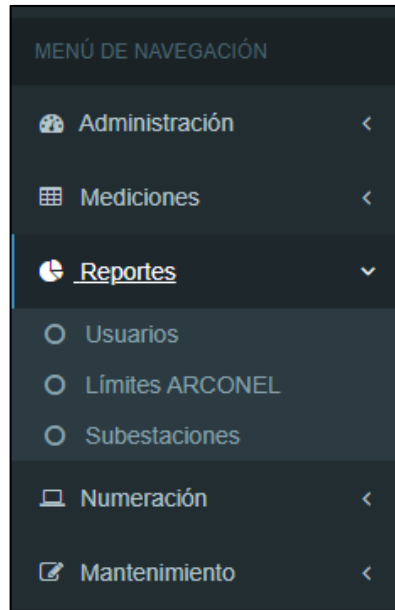 MENÚ DE NAVEGACIÓN
Administración
Mediciones
Reportes
Usuarios
Límites ARCONEL
Subestaciones
Numeración
Mantenimiento